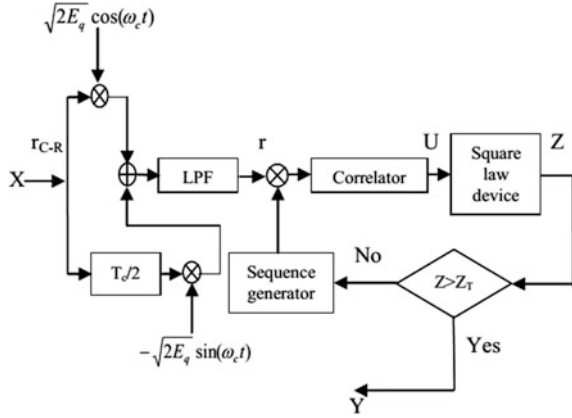 √2E_q cos(ω_c t)
r_C-R
X
r
U
Z
LPF
Correlator
Square
law
device
T_c/2
Sequence
generator
No
Z>Z_T
Yes
−√2E_q sin(ω_c t)
Y